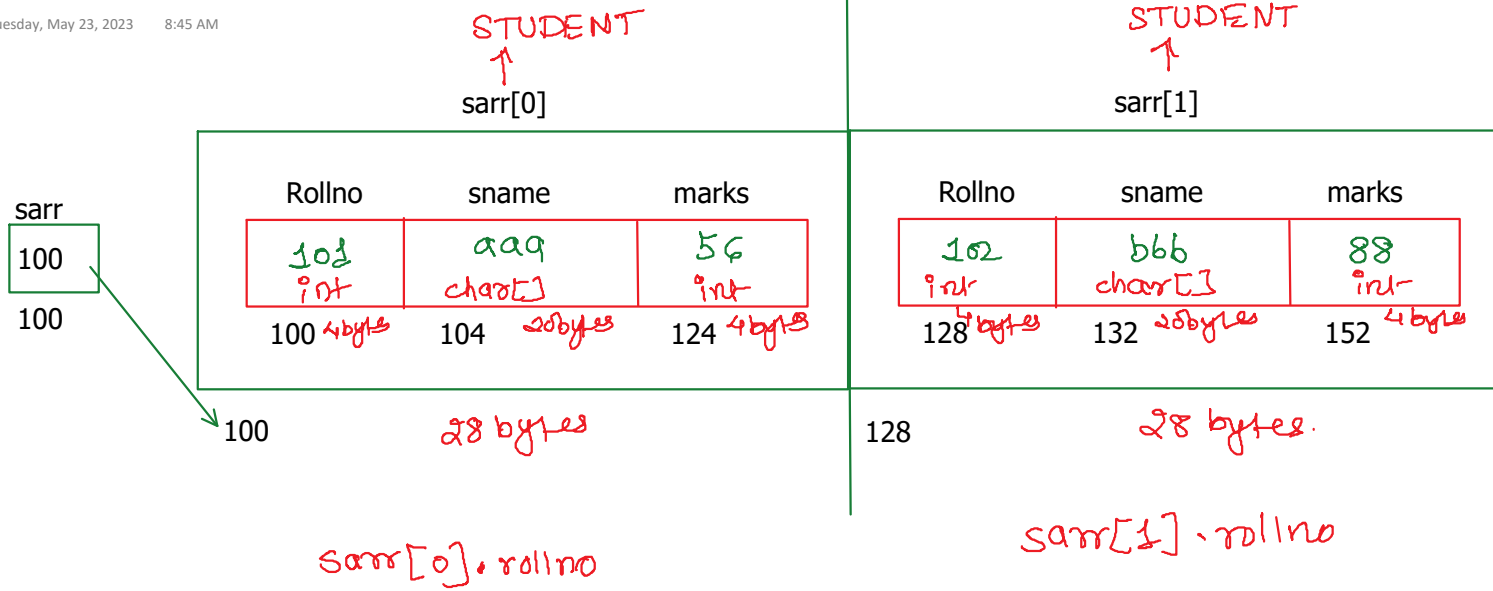 uesday, May 23, 2023 8:45 AM
STUDENT STUDENT
sarr[0] sarr[1]
Rollno sname marks Rollno sname marks
sarr
100 101 aaa 56 102 bbb 88
int char[] int int char[] int
100 100 4bytes 104 20bytes 124 4bytes 128 4bytes 132 20bytes 152 4bytes
100 28 bytes 128 28 bytes.
sarr[0].rollno sarr[1].rollno